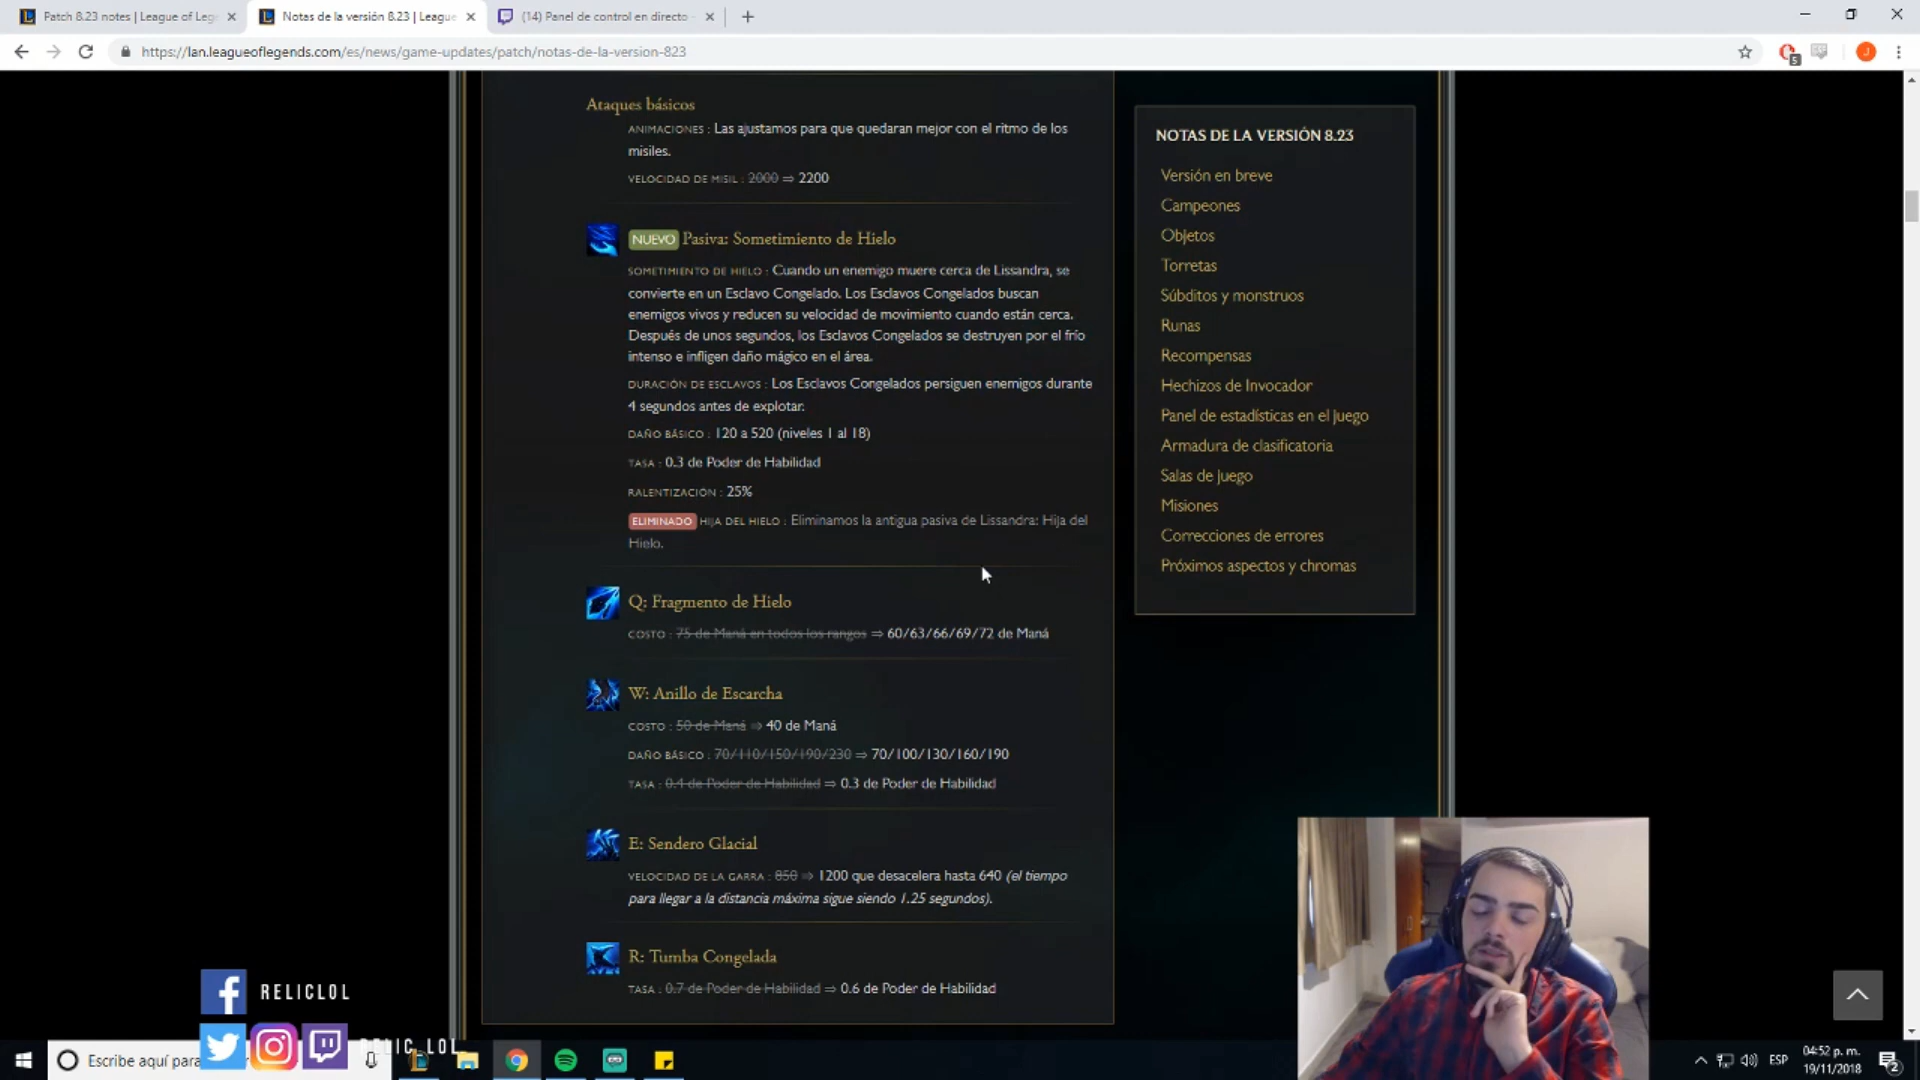 Patch 8.23 notes | League of Leg
Notas de la versión 8.23 | League
(14) Panel de control en directo -
https://lan.leagueoflegends.com/es/news/game-updates/patch/notas-de-la-version-823
5
J
Ataques básicos
ANIMACIONES : Las ajustamos para que quedaran mejor con el ritmo de los
misiles.
VELOCIDAD DE MISIL : 2000 ⇒ 2200
NUEVO Pasiva: Sometimiento de Hielo
SOMETIMIENTO DE HIELO : Cuando un enemigo muere cerca de Lissandra, se
convierte en un Esclavo Congelado. Los Esclavos Congelados buscan
enemigos vivos y reducen su velocidad de movimiento cuando están cerca.
Después de unos segundos, los Esclavos Congelados se destruyen por el frío
intenso e infligen daño mágico en el área.
DURACIÓN DE ESCLAVOS : Los Esclavos Congelados persiguen enemigos durante
4 segundos antes de explotar.
DAÑO BÁSICO : 120 a 520 (niveles 1 al 18)
TASA : 0.3 de Poder de Habilidad
RALENTIZACIÓN : 25%
ELIMINADO HIJA DEL HIELO : Eliminamos la antigua pasiva de Lissandra: Hija del
Hielo.
Q: Fragmento de Hielo
COSTO : 75 de Maná en todos los rangos ⇒ 60/63/66/69/72 de Maná
W: Anillo de Escarcha
COSTO : 50 de Maná ⇒ 40 de Maná
DAÑO BÁSICO : 70/110/150/190/230 ⇒ 70/100/130/160/190
TASA : 0.4 de Poder de Habilidad ⇒ 0.3 de Poder de Habilidad
E: Sendero Glacial
VELOCIDAD DE LA GARRA : 850 ⇒ 1200 que desacelera hasta 640 (el tiempo
para llegar a la distancia máxima sigue siendo 1.25 segundos).
R: Tumba Congelada
TASA : 0.7 de Poder de Habilidad ⇒ 0.6 de Poder de Habilidad
NOTAS DE LA VERSIÓN 8.23
Versión en breve
Campeones
Objetos
Torretas
Súbditos y monstruos
Runas
Recompensas
Hechizos de Invocador
Panel de estadísticas en el juego
Armadura de clasificatoria
Salas de juego
Misiones
Correcciones de errores
Próximos aspectos y chromas
RELICLOL
RELIC_LOL
Escribe aquí para
ESP
04:52 p. m.
19/11/2018
2